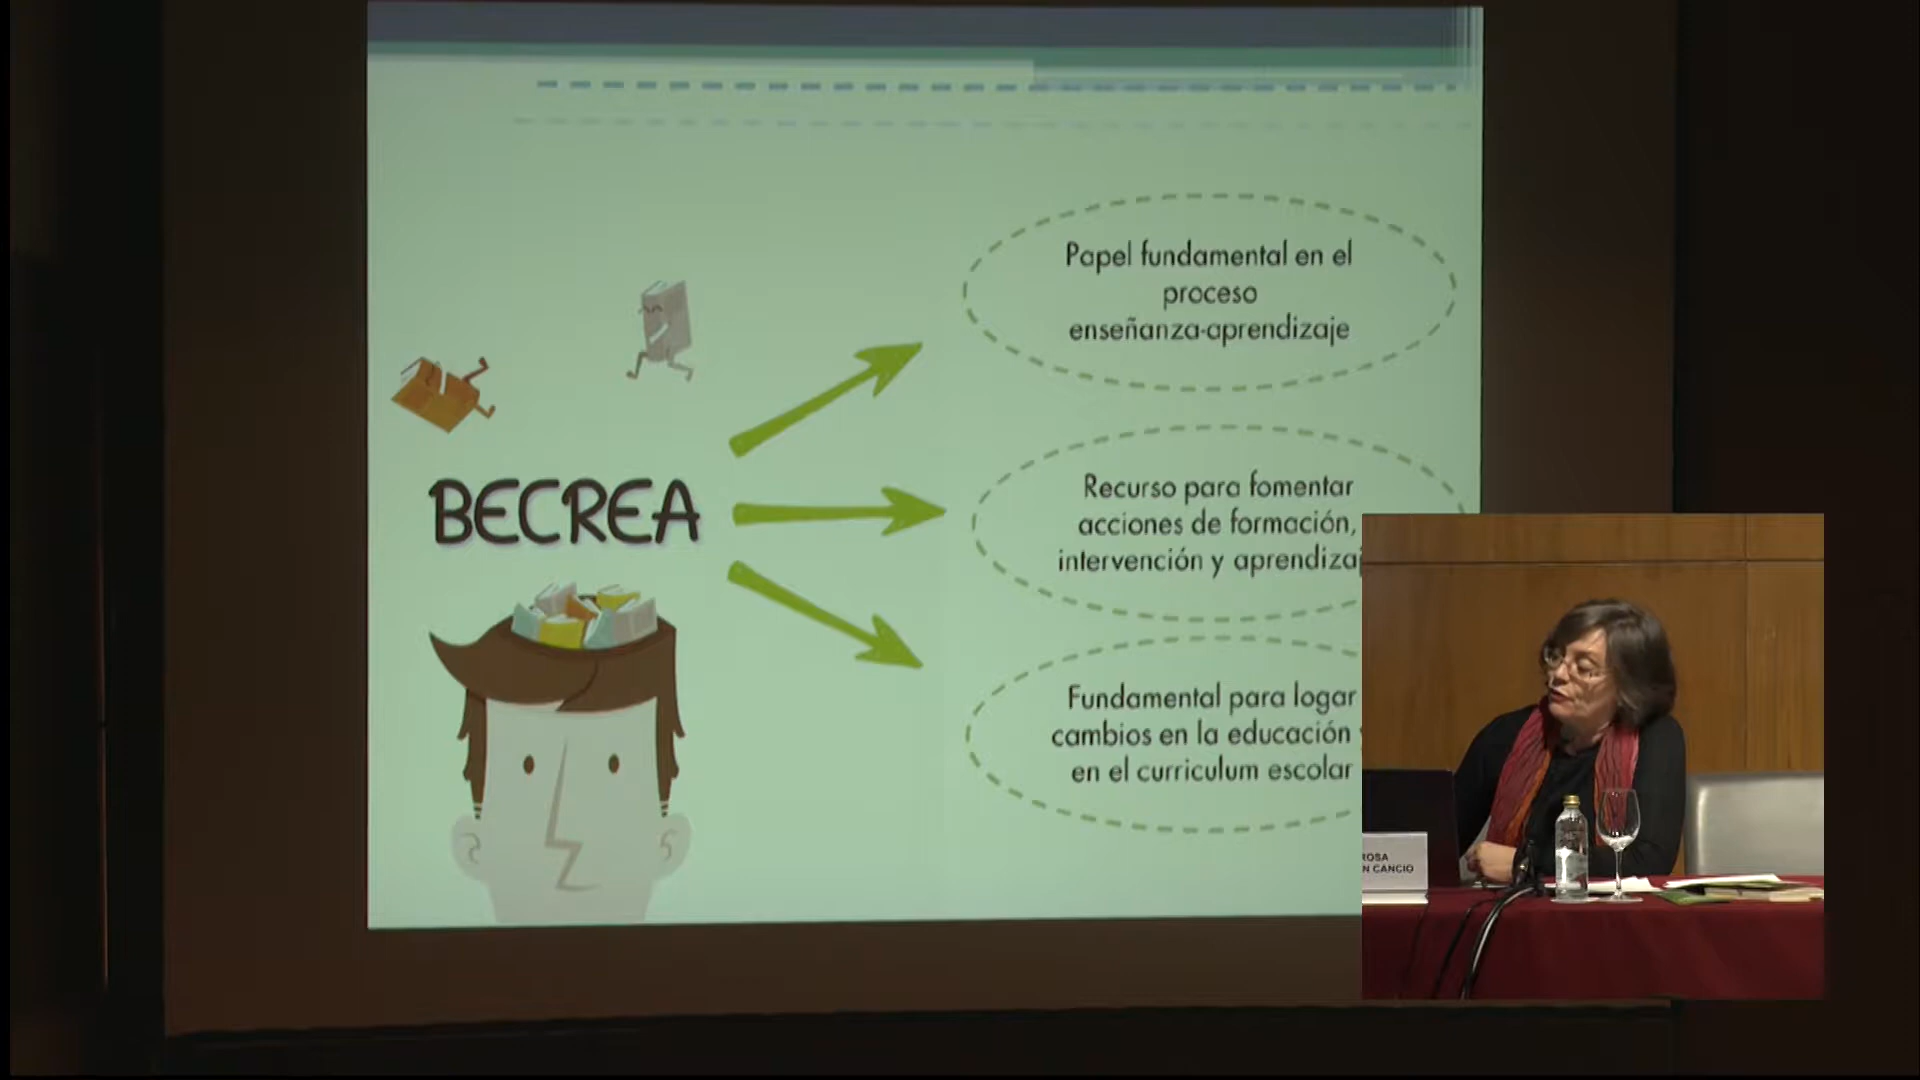 BECREA
Papel fundamental en el
proceso
enseñanza-aprendizaje
Recurso para fomentar
acciones de formación,
intervención y aprendizaj
Fundamental para logar
cambios en la educación
en el curriculum escolar
ROSA
N CANCIO